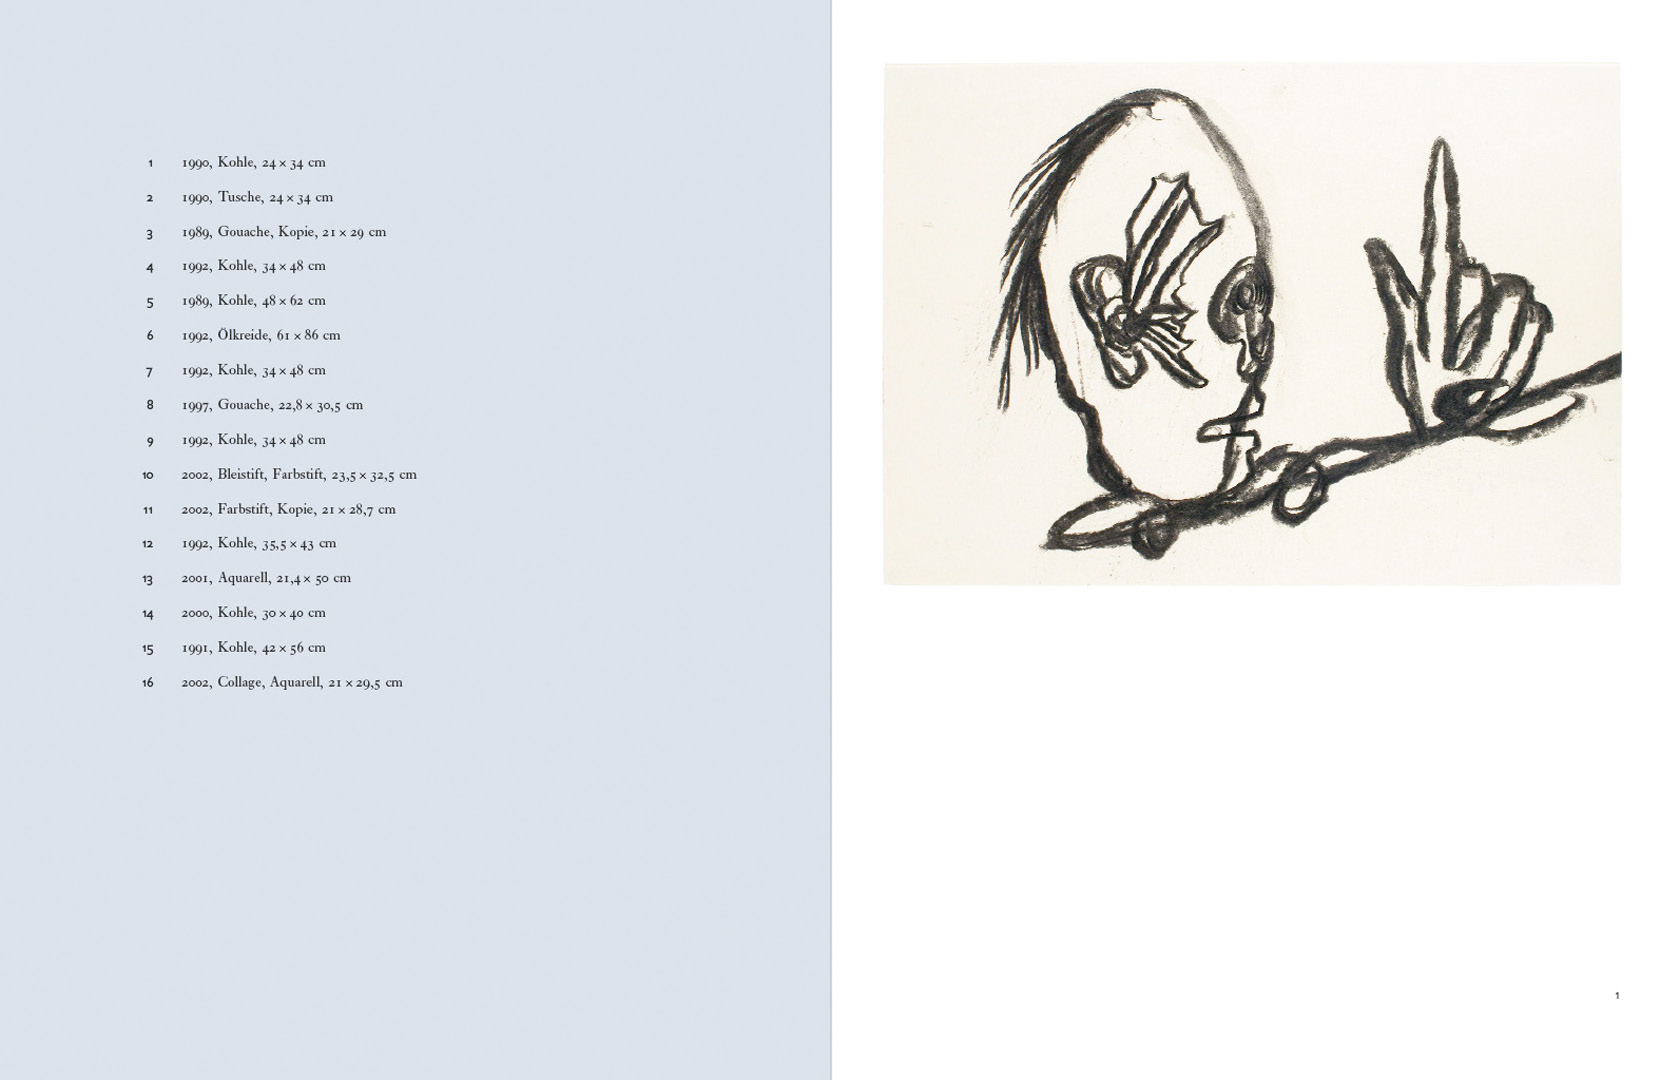 1 1990, Kohle, 24 × 34 cm
2 1990, Tusche, 24 × 34 cm
3 1989, Gouache, Kopie, 21 × 29 cm
4 1992, Kohle, 34 × 48 cm
5 1989, Kohle, 48 × 62 cm
6 1992, Ölkreide, 61 × 86 cm
7 1992, Kohle, 34 × 48 cm
8 1997, Gouache, 22,8 × 30,5 cm
9 1992, Kohle, 34 × 48 cm
10 2002, Bleistift, Farbstift, 23,5 × 32,5 cm
11 2002, Farbstift, Kopie, 21 × 28,7 cm
12 1992, Kohle, 35,5 × 43 cm
13 2001, Aquarell, 21,4 × 50 cm
14 2000, Kohle, 30 × 40 cm
15 1991, Kohle, 42 × 56 cm
16 2002, Collage, Aquarell, 21 × 29,5 cm
1